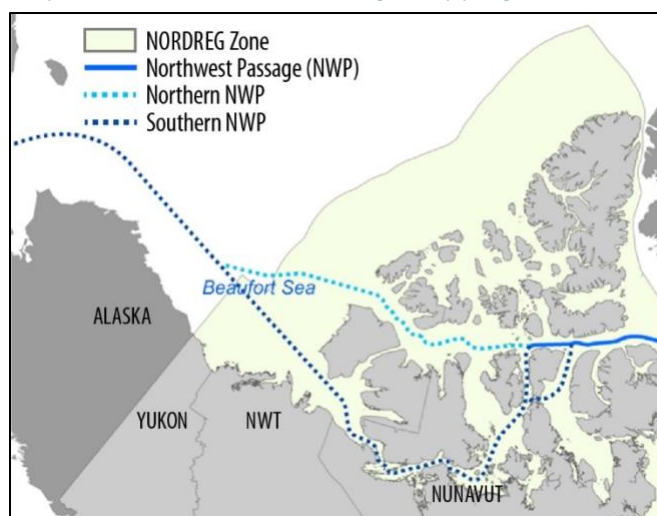 NORDREG Zone
Northwest Passage (NWP)
Northern NWP
Southern NWP
Beaufort Sea
ALASKA
YUKON
NWT
NUNAVUT